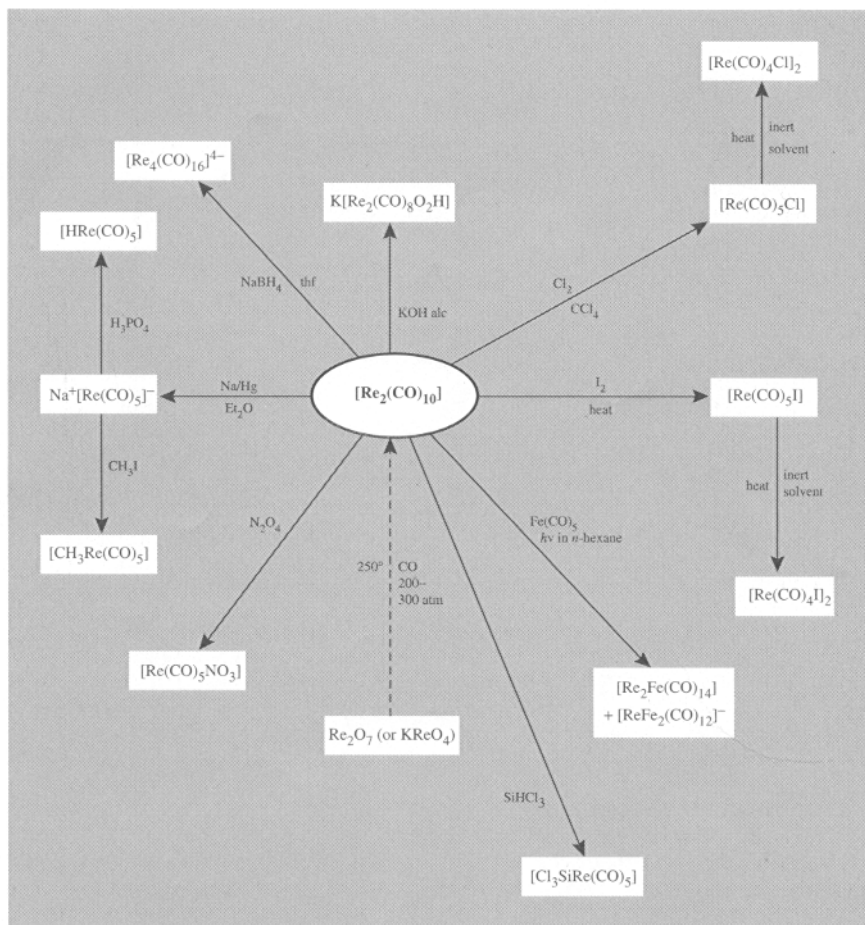 [Re(CO)₄Cl]₂
heat
inert
solvent
[Re₄(CO)₁₆]⁴⁻
K[Re₂(CO)₈O₂H]
[Re(CO)₅Cl]
[HRe(CO)₅]
NaBH₄ thf
Cl₂
CCl₄
KOH alc
H₃PO₄
Na⁺[Re(CO)₅]⁻
Na/Hg
Et₂O
[Re₂(CO)₁₀]
I₂
heat
[Re(CO)₅I]
CH₃I
heat
inert
solvent
N₂O₄
Fe(CO)₅
hν in n-hexane
[CH₃Re(CO)₅]
250°
CO
200–
300 atm
[Re(CO)₄I]₂
[Re(CO)₅NO₃]
[Re₂Fe(CO)₁₄]
+ [ReFe₂(CO)₁₂]⁻
Re₂O₇ (or KReO₄)
SiHCl₃
[Cl₃SiRe(CO)₅]